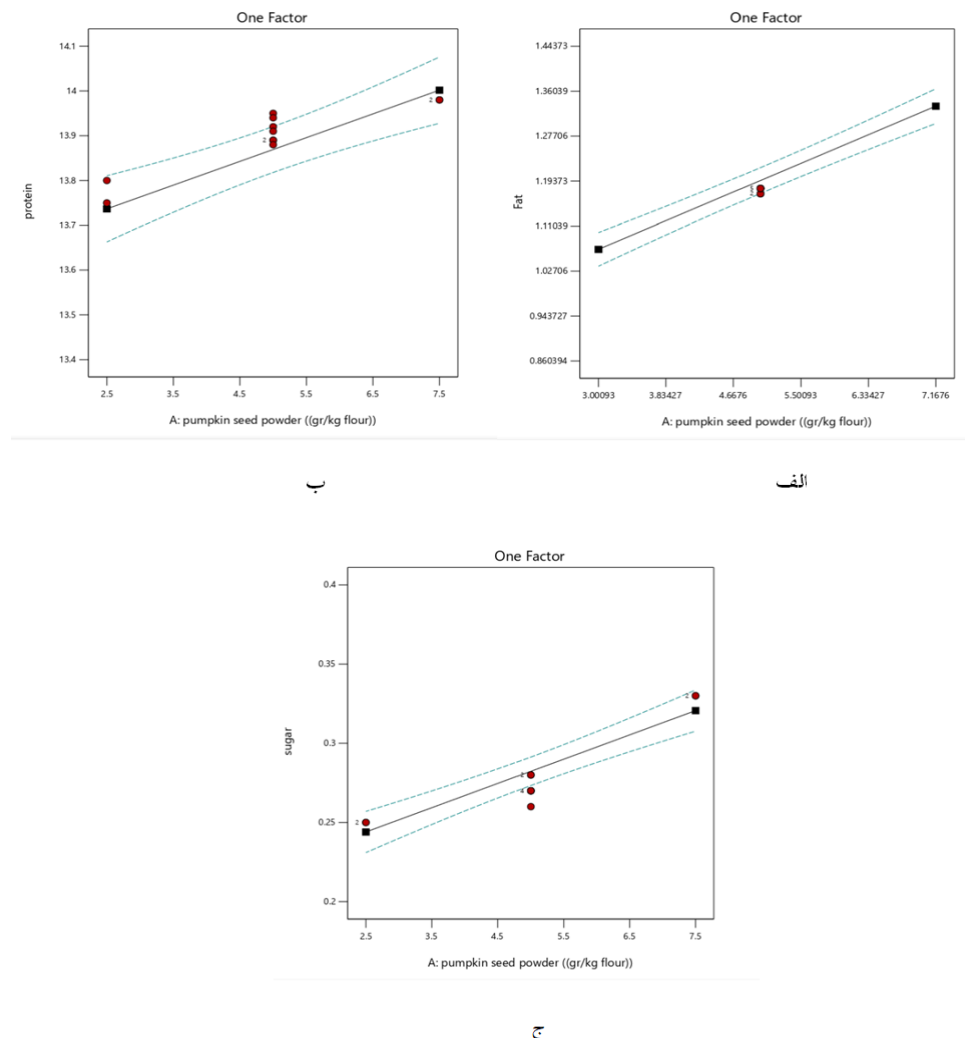 One Factor
14.1
14
13.9
13.8
13.7
13.6
13.5
13.4
protein
2
2
2.5 3.5 4.5 5.5 6.5 7.5
A: pumpkin seed powder ((gr/kg flour))
ب
One Factor
1.44373
1.36039
1.27706
1.19373
1.11039
1.02706
0.943727
0.860394
Fat
2
3.00093 3.83427 4.6676 5.50093 6.33427 7.1676
A: pumpkin seed powder ((gr/kg flour))
الف
One Factor
0.4
0.35
0.3
0.25
0.2
sugar
2
2
4
2
2.5 3.5 4.5 5.5 6.5 7.5
A: pumpkin seed powder ((gr/kg flour))
ج